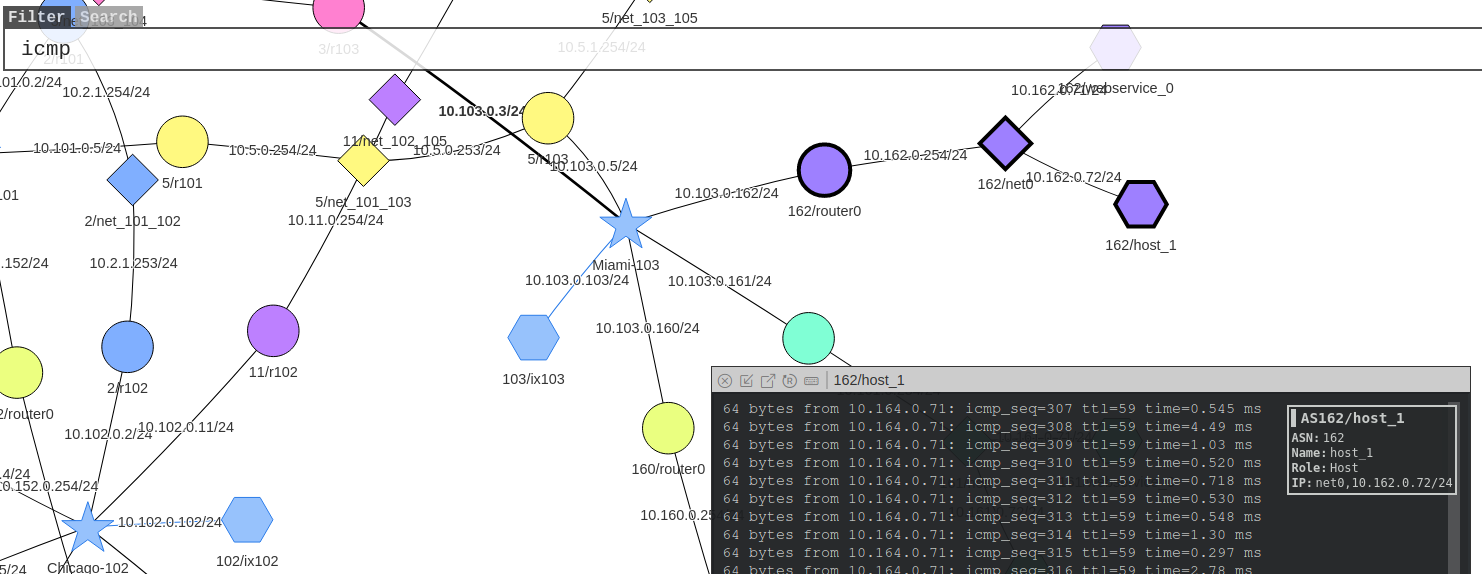 Filter Search
icmp
5/net_103_105
3/r103
10.5.1.254/24
2/r101
01.0.2/24
10.2.1.254/24
10.162.0.71/24
162/webservice_0
10.103.0.3/24
11/net_102_105
10.101.0.5/24
10.5.0.254/24
10.5.0.253/24
5/r103
10.103.0.5/24
10.162.0.254/24
5/r101
162/net0
10.162.0.72/24
101
5/net_101_103
10.103.0.162/24
162/router0
2/net_101_102
10.11.0.254/24
162/host_1
.152/24
10.2.1.253/24
Miami-103
10.103.0.103/24
10.103.0.161/24
10.103.0.160/24
11/r102
103/ix103
2/r102
2/router0
10.102.0.2/24
10.102.0.11/24
160/router0
.4/24
0.152.0.254/24
10.102.0.102/24
10.160.0.25
102/ix102
Chicago-102
5/24
162/host_1
64 bytes from 10.164.0.71: icmp_seq=307 ttl=59 time=0.545 ms
64 bytes from 10.164.0.71: icmp_seq=308 ttl=59 time=4.49 ms
64 bytes from 10.164.0.71: icmp_seq=309 ttl=59 time=1.03 ms
64 bytes from 10.164.0.71: icmp_seq=310 ttl=59 time=0.520 ms
64 bytes from 10.164.0.71: icmp_seq=311 ttl=59 time=0.718 ms
64 bytes from 10.164.0.71: icmp_seq=312 ttl=59 time=0.530 ms
64 bytes from 10.164.0.71: icmp_seq=313 ttl=59 time=0.548 ms
64 bytes from 10.164.0.71: icmp_seq=314 ttl=59 time=1.30 ms
64 bytes from 10.164.0.71: icmp_seq=315 ttl=59 time=0.297 ms
64 bytes from 10.164.0.71: icmp_seq=316 ttl=59 time=2.78 ms
AS162/host_1
ASN: 162
Name: host_1
Role: Host
IP: net0,10.162.0.72/24